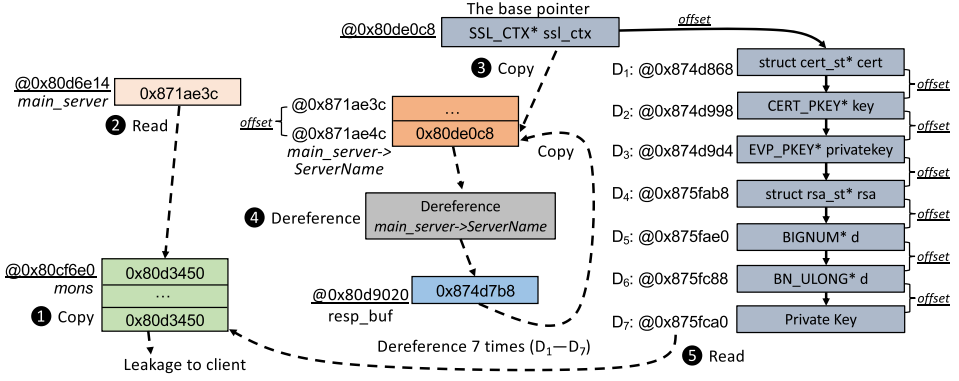 The base pointer
@0x80de0c8
SSL_CTX* ssl_ctx
offset
3 Copy
@0x80d6e14
main_server
0x871ae3c
2 Read
offset
@0x871ae3c
...
@0x871ae4c
0x80de0c8
main_server->
ServerName
Copy
4 Dereference
Dereference
main_server->ServerName
@0x80cf6e0
mons
0x80d3450
...
1 Copy
0x80d3450
Leakage to client
@0x80d9020
resp_buf
0x874d7b8
Dereference 7 times (D1—D7)
5 Read
D1: @0x874d868
struct cert_st* cert
offset
D2: @0x874d998
CERT_PKEY* key
offset
D3: @0x874d9d4
EVP_PKEY* privatekey
offset
D4: @0x875fab8
struct rsa_st* rsa
offset
D5: @0x875fae0
BIGNUM* d
offset
D6: @0x875fc88
BN_ULONG* d
offset
D7: @0x875fca0
Private Key